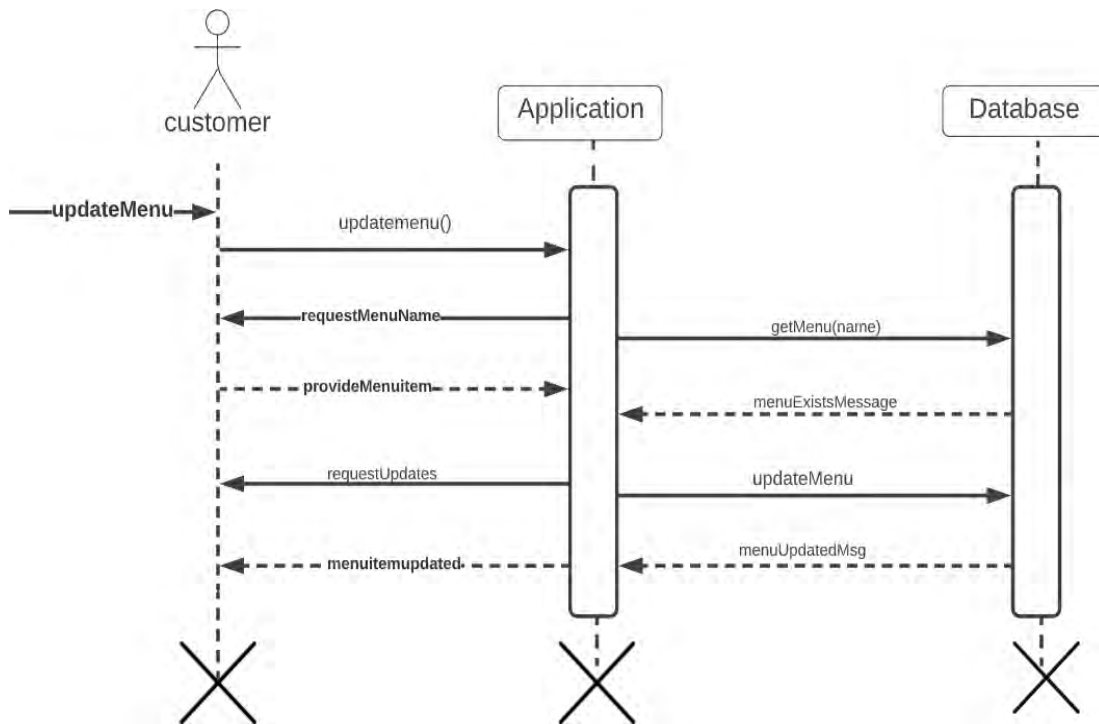 customer
Application
Database
updateMenu
updatemenu()
requestMenuName
getMenu(name)
provideMenuitem
menuExistsMessage
requestUpdates
updateMenu
menuitemupdated
menuUpdatedMsg